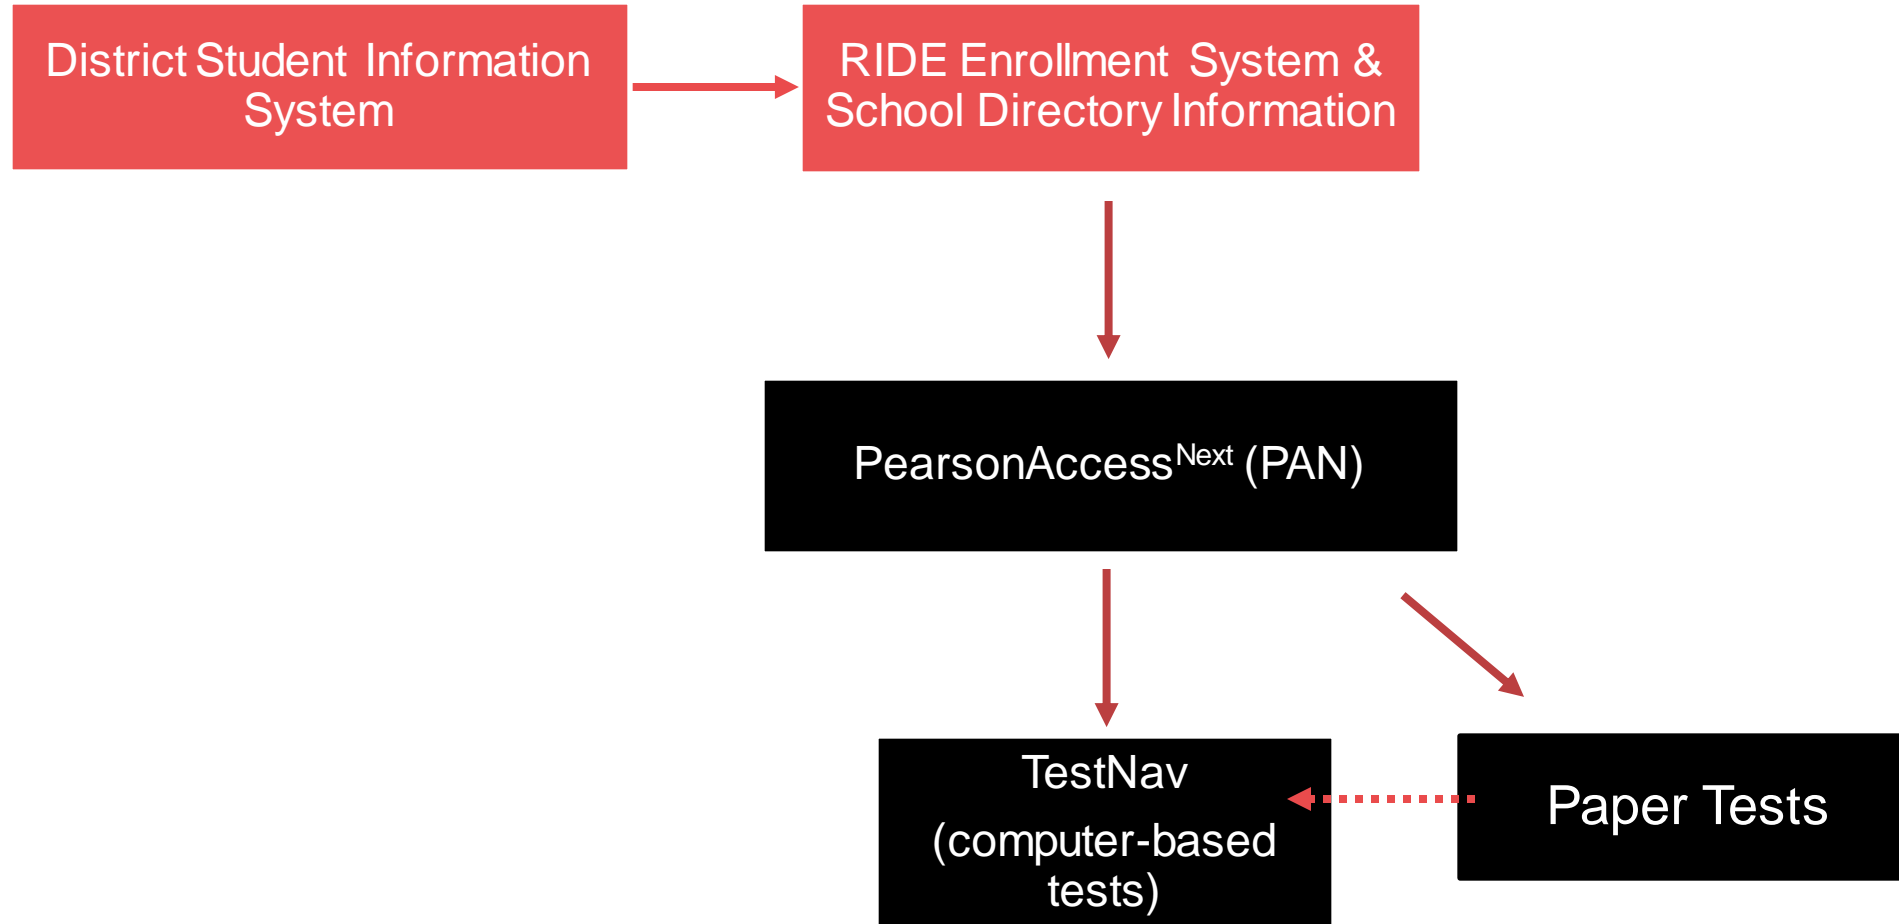 District Student Information
System
RIDE Enrollment System &
School Directory Information
PearsonAccessNext (PAN)
TestNav
(computer-based
tests)
Paper Tests